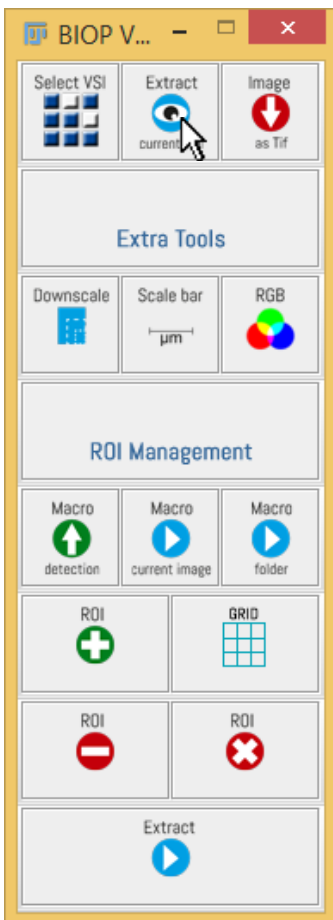 BIOP V...
Select VSI
Extract
current
Image
as Tif
Extra Tools
Downscale
Scale bar
µm
RGB
ROI Management
Macro
detection
Macro
current image
Macro
folder
ROI
GRID
ROI
ROI
Extract